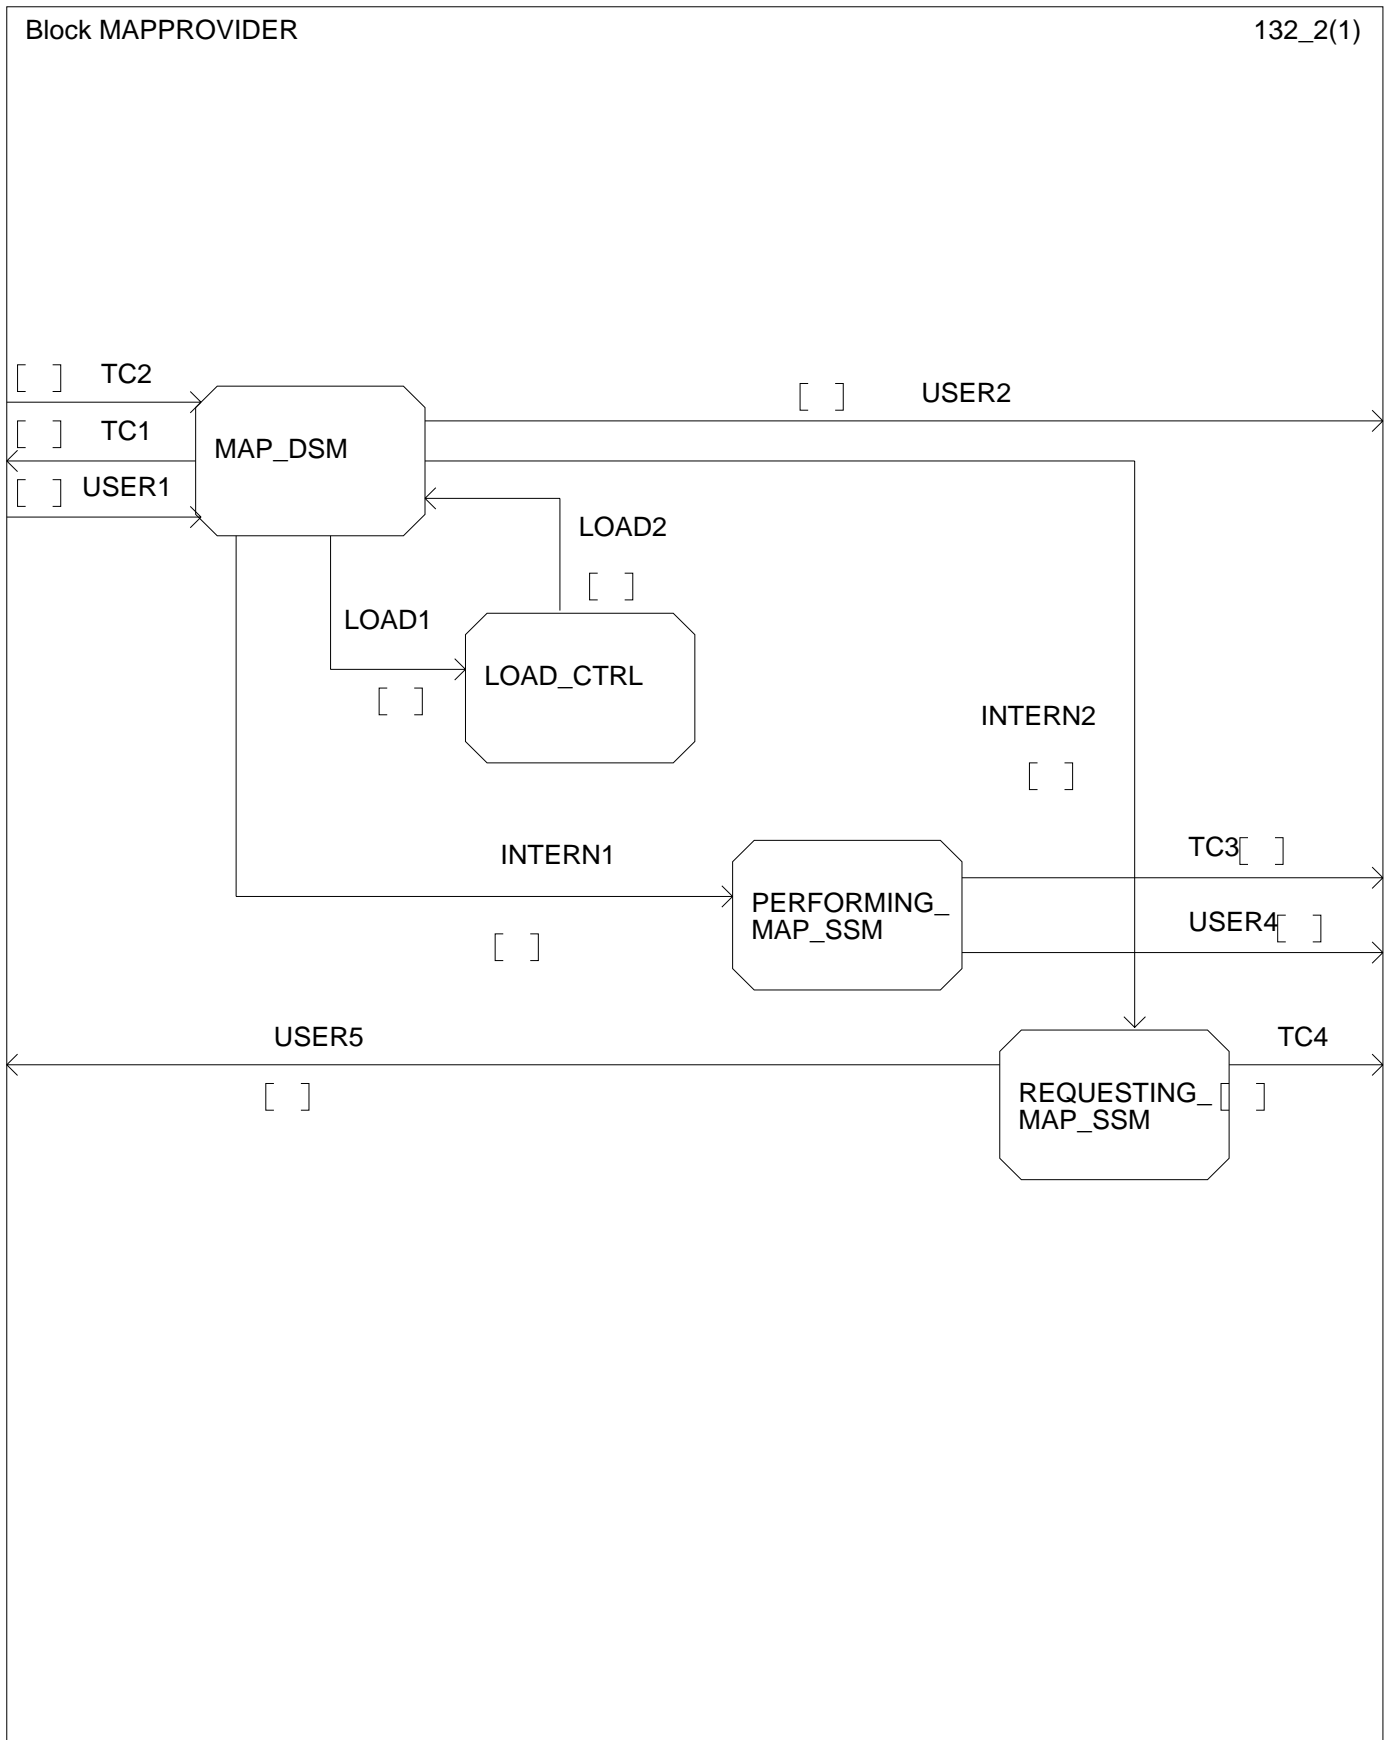 Block MAPPROVIDER
132_2(1)
[ ] TC2
[ ] USER2
[ ] TC1
MAP_DSM
[ ] USER1
LOAD2
[ ]
LOAD1
LOAD_CTRL
[ ]
INTERN2
[ ]
TC3[ ]
INTERN1
PERFORMING_
MAP_SSM
USER4[ ]
[ ]
USER5
TC4
[ ]
REQUESTING_
MAP_SSM
[ ]